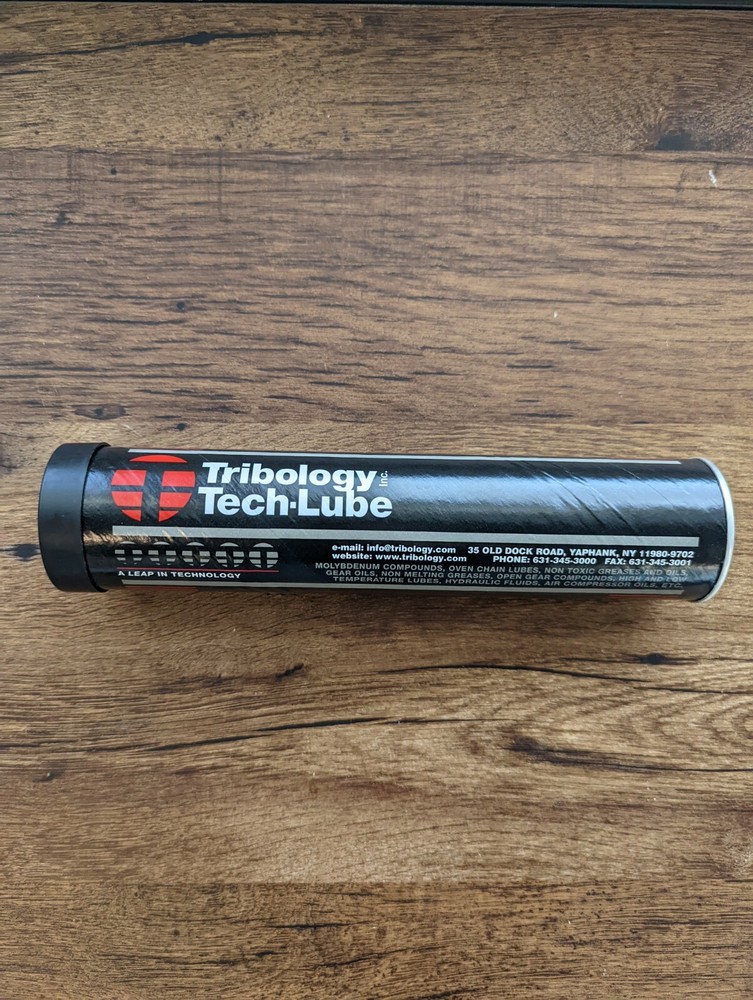 Tribology
Tech-Lube
Inc.
A LEAP IN TECHNOLOGY
e-mail: info@tribology.com
website: www.tribology.com
35 OLD DOCK ROAD, YAPHANK, NY 11980-9702
PHONE: 631-345-3000 FAX: 631-345-3001
MOLYBDENUM COMPOUNDS, OVEN CHAIN LUBES, NON TOXIC GREASES AND OILS,
GEAR OILS, NON MELTING GREASES, OPEN GEAR COMPOUNDS, HIGH AND LOW
TEMPERATURE LUBES, HYDRAULIC FLUIDS, AIR COMPRESSOR OILS, ETC.